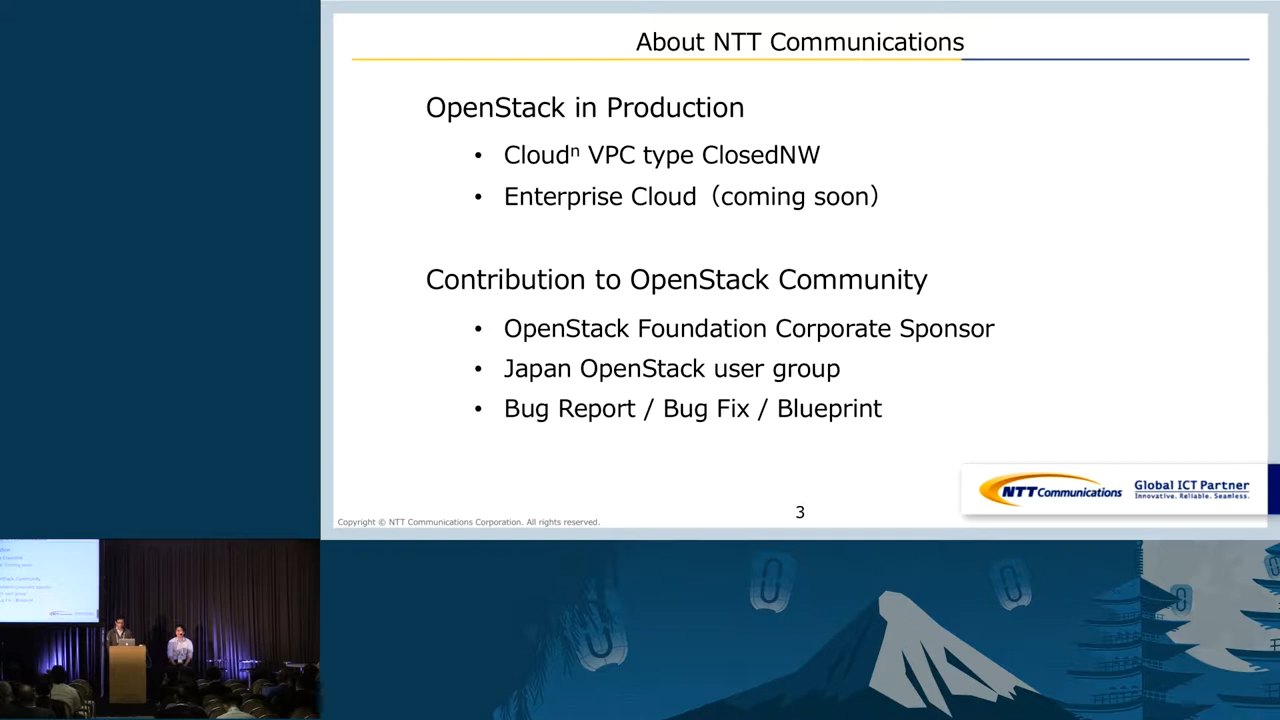 About NTT Communications
OpenStack in Production
• Cloudⁿ VPC type ClosedNW
• Enterprise Cloud（coming soon）
Contribution to OpenStack Community
• OpenStack Foundation Corporate Sponsor
• Japan OpenStack user group
• Bug Report / Bug Fix / Blueprint
NTT Communications
Global ICT Partner
Innovative. Reliable. Seamless.
3
Copyright © NTT Communications Corporation. All rights reserved.